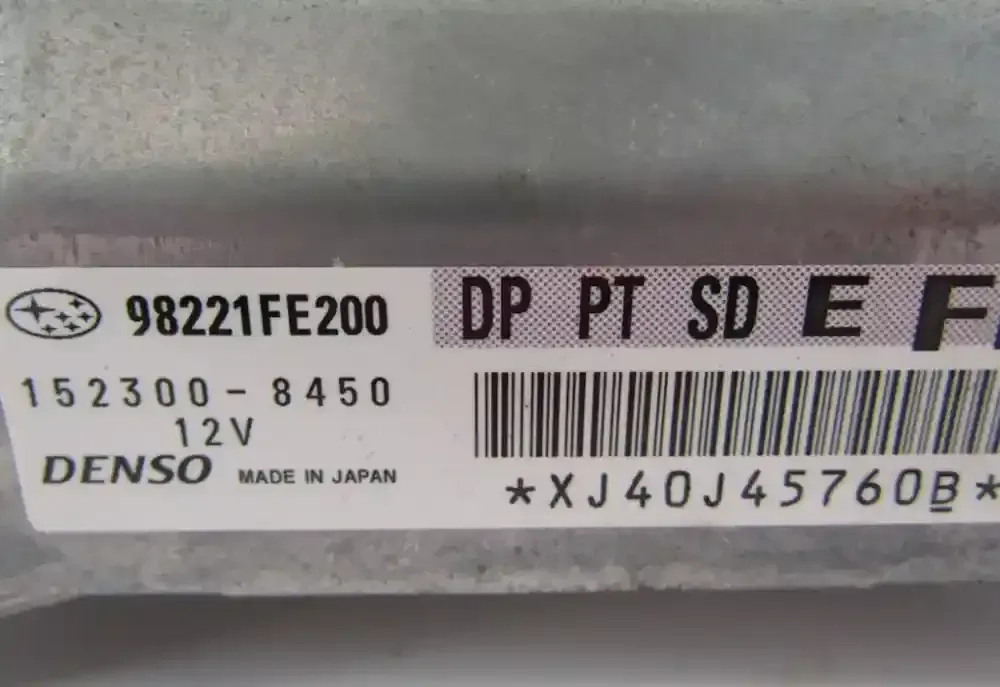 98221FE200 DP PT SD E F
152300-8450
12V
DENSO MADE IN JAPAN
*XJ40J45760B*